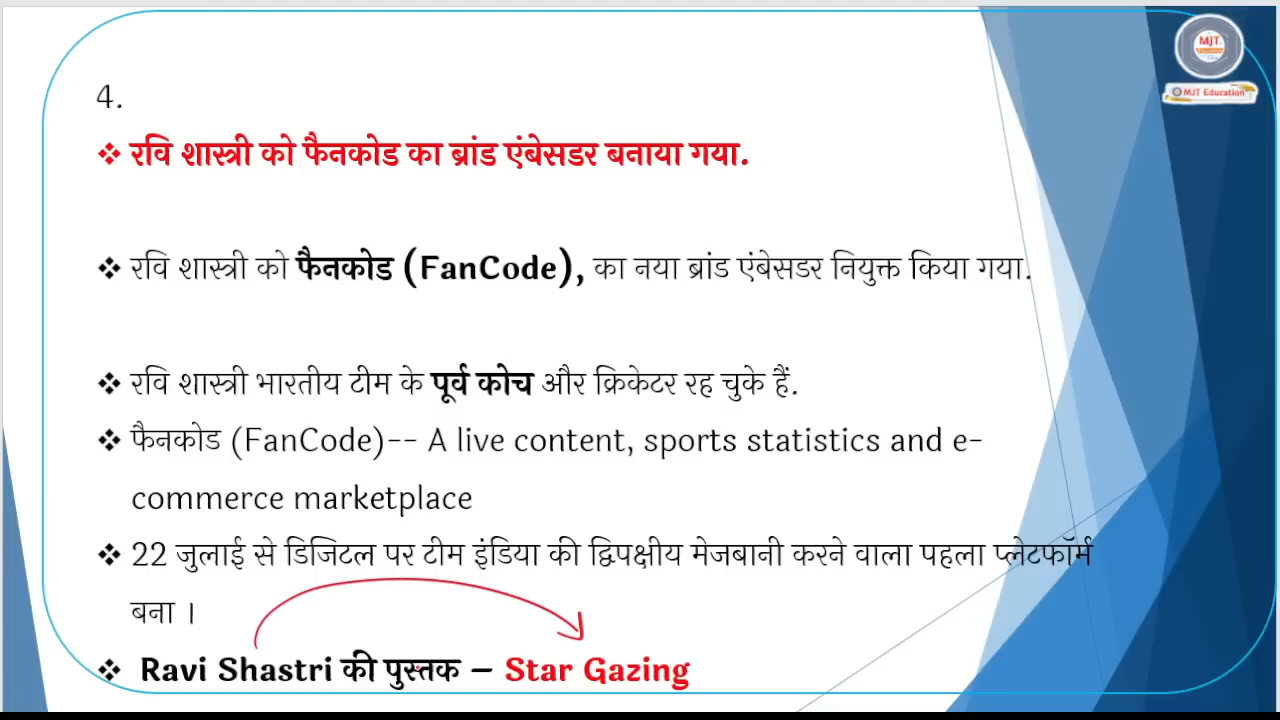 MJT
MJT Education
4.
❖ रवि शास्त्री को फैनकोड का ब्रांड एंबेसडर बनाया गया.
❖ रवि शास्त्री को फैनकोड (FanCode), का नया ब्रांड एंबेसडर नियुक्त किया गया.
❖ रवि शास्त्री भारतीय टीम के पूर्व कोच और क्रिकेटर रह चुके हैं.
❖ फैनकोड (FanCode)-- A live content, sports statistics and e-
commerce marketplace
❖ 22 जुलाई से डिजिटल पर टीम इंडिया की द्विपक्षीय मेजबानी करने वाला पहला प्लेटफॉर्म
बना ।
❖ Ravi Shastri की पुस्तक – Star Gazing